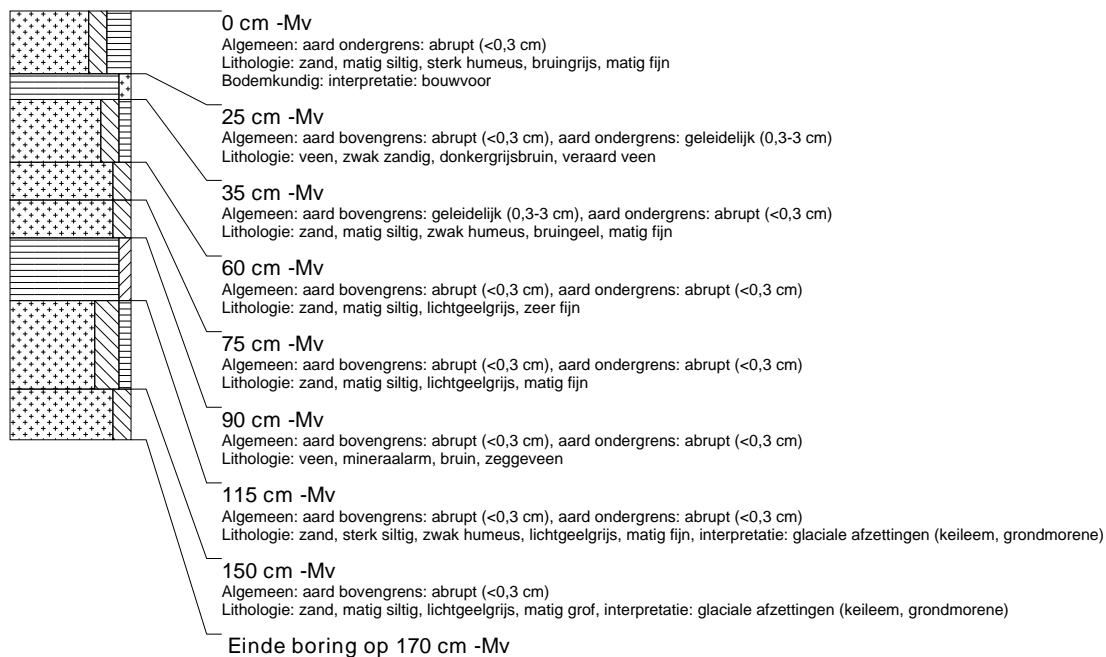 0 cm -Mv
Algemeen: aard ondergrens: abrupt (<0,3 cm)
Lithologie: zand, matig siltig, sterk humeus, bruingrijs, matig fijn
Bodemkundig: interpretatie: bouwvoor
25 cm -Mv
Algemeen: aard bovengrens: abrupt (<0,3 cm), aard ondergrens: geleidelijk (0,3-3 cm)
Lithologie: veen, zwak zandig, donkergrijsbruin, veraard veen
35 cm -Mv
Algemeen: aard bovengrens: geleidelijk (0,3-3 cm), aard ondergrens: abrupt (<0,3 cm)
Lithologie: zand, matig siltig, zwak humeus, bruingeel, matig fijn
60 cm -Mv
Algemeen: aard bovengrens: abrupt (<0,3 cm), aard ondergrens: abrupt (<0,3 cm)
Lithologie: zand, matig siltig, lichtgeelgrijs, zeer fijn
75 cm -Mv
Algemeen: aard bovengrens: abrupt (<0,3 cm), aard ondergrens: abrupt (<0,3 cm)
Lithologie: zand, matig siltig, lichtgeelgrijs, matig fijn
90 cm -Mv
Algemeen: aard bovengrens: abrupt (<0,3 cm), aard ondergrens: abrupt (<0,3 cm)
Lithologie: veen, mineraalarm, bruin, zeggeveen
115 cm -Mv
Algemeen: aard bovengrens: abrupt (<0,3 cm), aard ondergrens: abrupt (<0,3 cm)
Lithologie: zand, sterk siltig, zwak humeus, lichtgeelgrijs, matig fijn, interpretatie: glaciale afzettingen (keileem, grondmorene)
150 cm -Mv
Algemeen: aard bovengrens: abrupt (<0,3 cm)
Lithologie: zand, matig siltig, lichtgeelgrijs, matig grof, interpretatie: glaciale afzettingen (keileem, grondmorene)
Einde boring op 170 cm -Mv